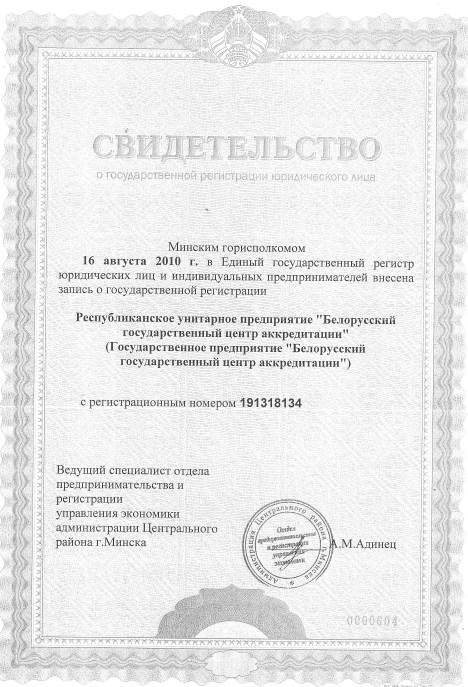 СВИДЕТЕЛЬСТВО
о государственной регистрации юридического лица
Минским горисполкомом
16 августа 2010 г. в Единый государственный регистр
юридических лиц и индивидуальных предпринимателей внесена
запись о государственной регистрации
Республиканское унитарное предприятие "Белорусский
государственный центр аккредитации"
(Государственное предприятие "Белорусский
государственный центр аккредитации")
с регистрационным номером 191318134
Ведущий специалист отдела
предпринимательства и
регистрации
управления экономики
администрации Центрального
района г.Минска
А.М.Адинец
Администрация Центрального района г.Минска
Отдел
предпринимательства
и регистрации
управления
экономики
0000604